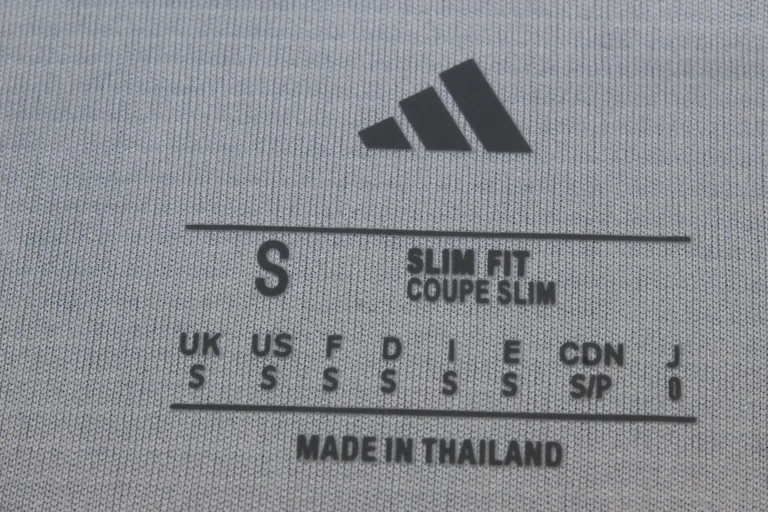 S SLIM FIT
COUPE SLIM
UK US F D I E CDN J
S S S S S S S/P 0
MADE IN THAILAND